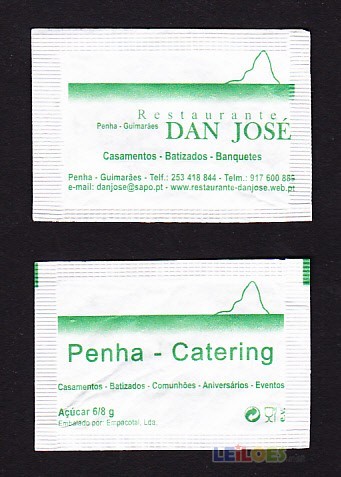 Restaurante
Penha - Guimarães DAN JOSÉ
Casamentos - Batizados - Banquetes
Penha - Guimarães - Telf.: 253 418 844 - Telm.: 917 600 88
e-mail: danjose@sapo.pt - www.restaurante-danjose.web.pt
Penha - Catering
Casamentos - Batizados - Comunhões - Aniversários - Eventos
Açúcar 6/8 g
Embalado por: Empacotal, Lda.
e.v.
LEILOES